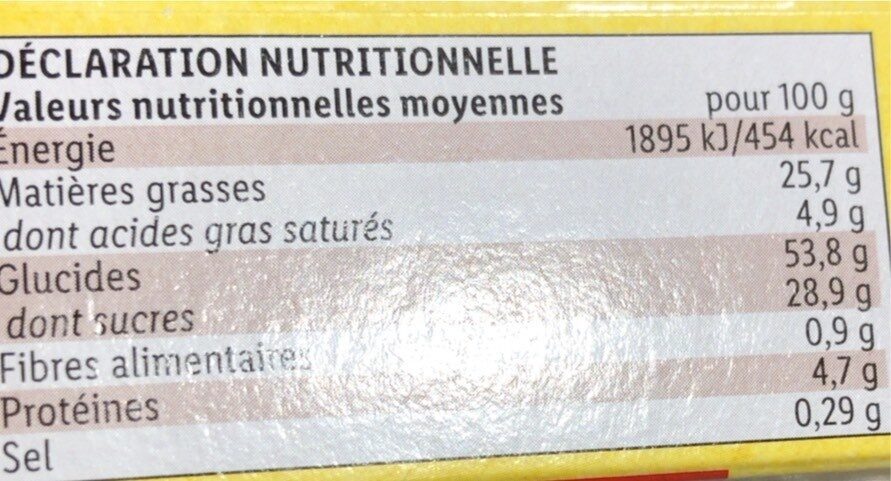 DÉCLARATION NUTRITIONNELLE
Valeurs nutritionnelles moyennes pour 100 g
Énergie 1895 kJ/454 kcal
Matières grasses 25,7 g
dont acides gras saturés 4,9 g
Glucides 53,8 g
dont sucres 28,9 g
Fibres alimentaires 0,9 g
Protéines 4,7 g
Sel 0,29 g